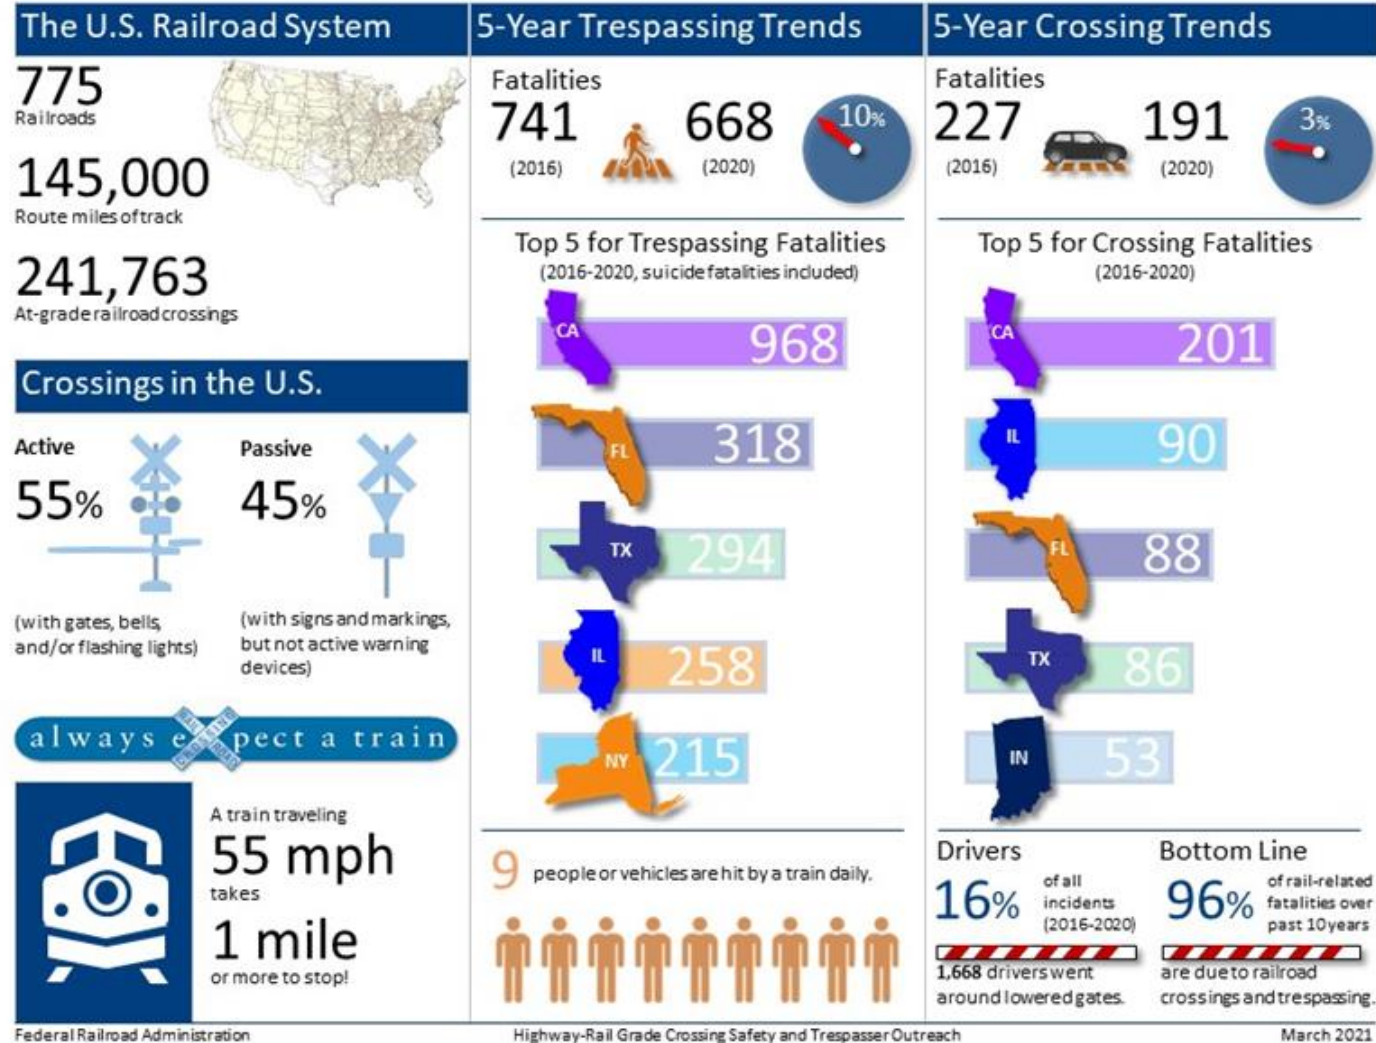 The U.S. Railroad System
775
Railroads
145,000
Route miles of track
241,763
At-grade railroad crossings
Crossings in the U.S.
Active
55%
(with gates, bells,
and/or flashing lights)
Passive
45%
(with signs and markings,
but not active warning
devices)
always expect a train
RAIL ROAD
CROSSING
A train traveling
55 mph
takes
1 mile
or more to stop!
5-Year Trespassing Trends
Fatalities
741
(2016)
668
(2020)
10%
Top 5 for Trespassing Fatalities
(2016-2020, suicide fatalities included)
CA 968
FL 318
TX 294
IL 258
NY 215
9 people or vehicles are hit by a train daily.
5-Year Crossing Trends
Fatalities
227
(2016)
191
(2020)
3%
Top 5 for Crossing Fatalities
(2016-2020)
CA 201
IL 90
FL 88
TX 86
IN 53
Drivers
16%
of all
incidents
(2016-2020)
1,668 drivers went
around lowered gates.
Bottom Line
96%
of rail-related
fatalities over
past 10 years
are due to railroad
crossings and trespassing.
Federal Railroad Administration
Highway-Rail Grade Crossing Safety and Trespasser Outreach
March 2021